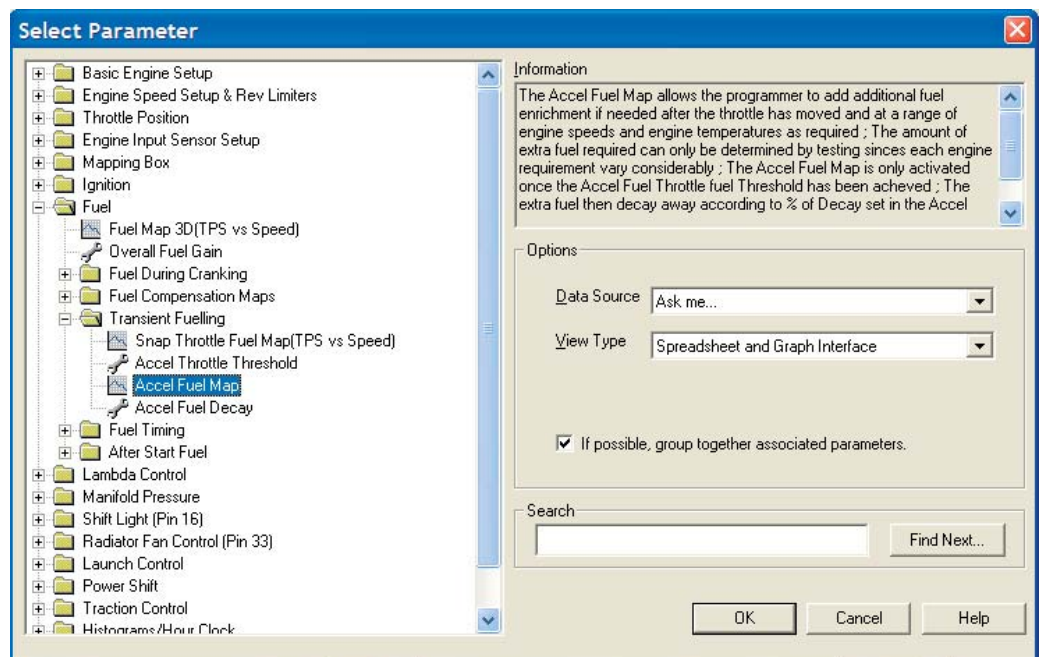 Select Parameter
Basic Engine Setup
Engine Speed Setup & Rev Limiters
Throttle Position
Engine Input Sensor Setup
Mapping Box
Ignition
Fuel
Fuel Map 3D(TPS vs Speed)
Overall Fuel Gain
Fuel During Cranking
Fuel Compensation Maps
Transient Fuelling
Snap Throttle Fuel Map(TPS vs Speed)
Accel Throttle Threshold
Accel Fuel Map
Accel Fuel Decay
Fuel Timing
After Start Fuel
Lambda Control
Manifold Pressure
Shift Light (Pin 16)
Radiator Fan Control (Pin 33)
Launch Control
Power Shift
Traction Control
Histograms/Hour Clock
Information
The Accel Fuel Map allows the programmer to add additional fuel
enrichment if needed after the throttle has moved and at a range of
engine speeds and engine temperatures as required ; The amount of
extra fuel required can only be determined by testing sinces each engine
requirement vary considerably ; The Accel Fuel Map is only activated
once the Accel Fuel Throttle fuel Threshold has been acheved ; The
extra fuel then decay away according to % of Decay set in the Accel
Options
Data Source Ask me...
View Type Spreadsheet and Graph Interface
If possible, group together associated parameters.
Search
Find Next...
OK Cancel Help